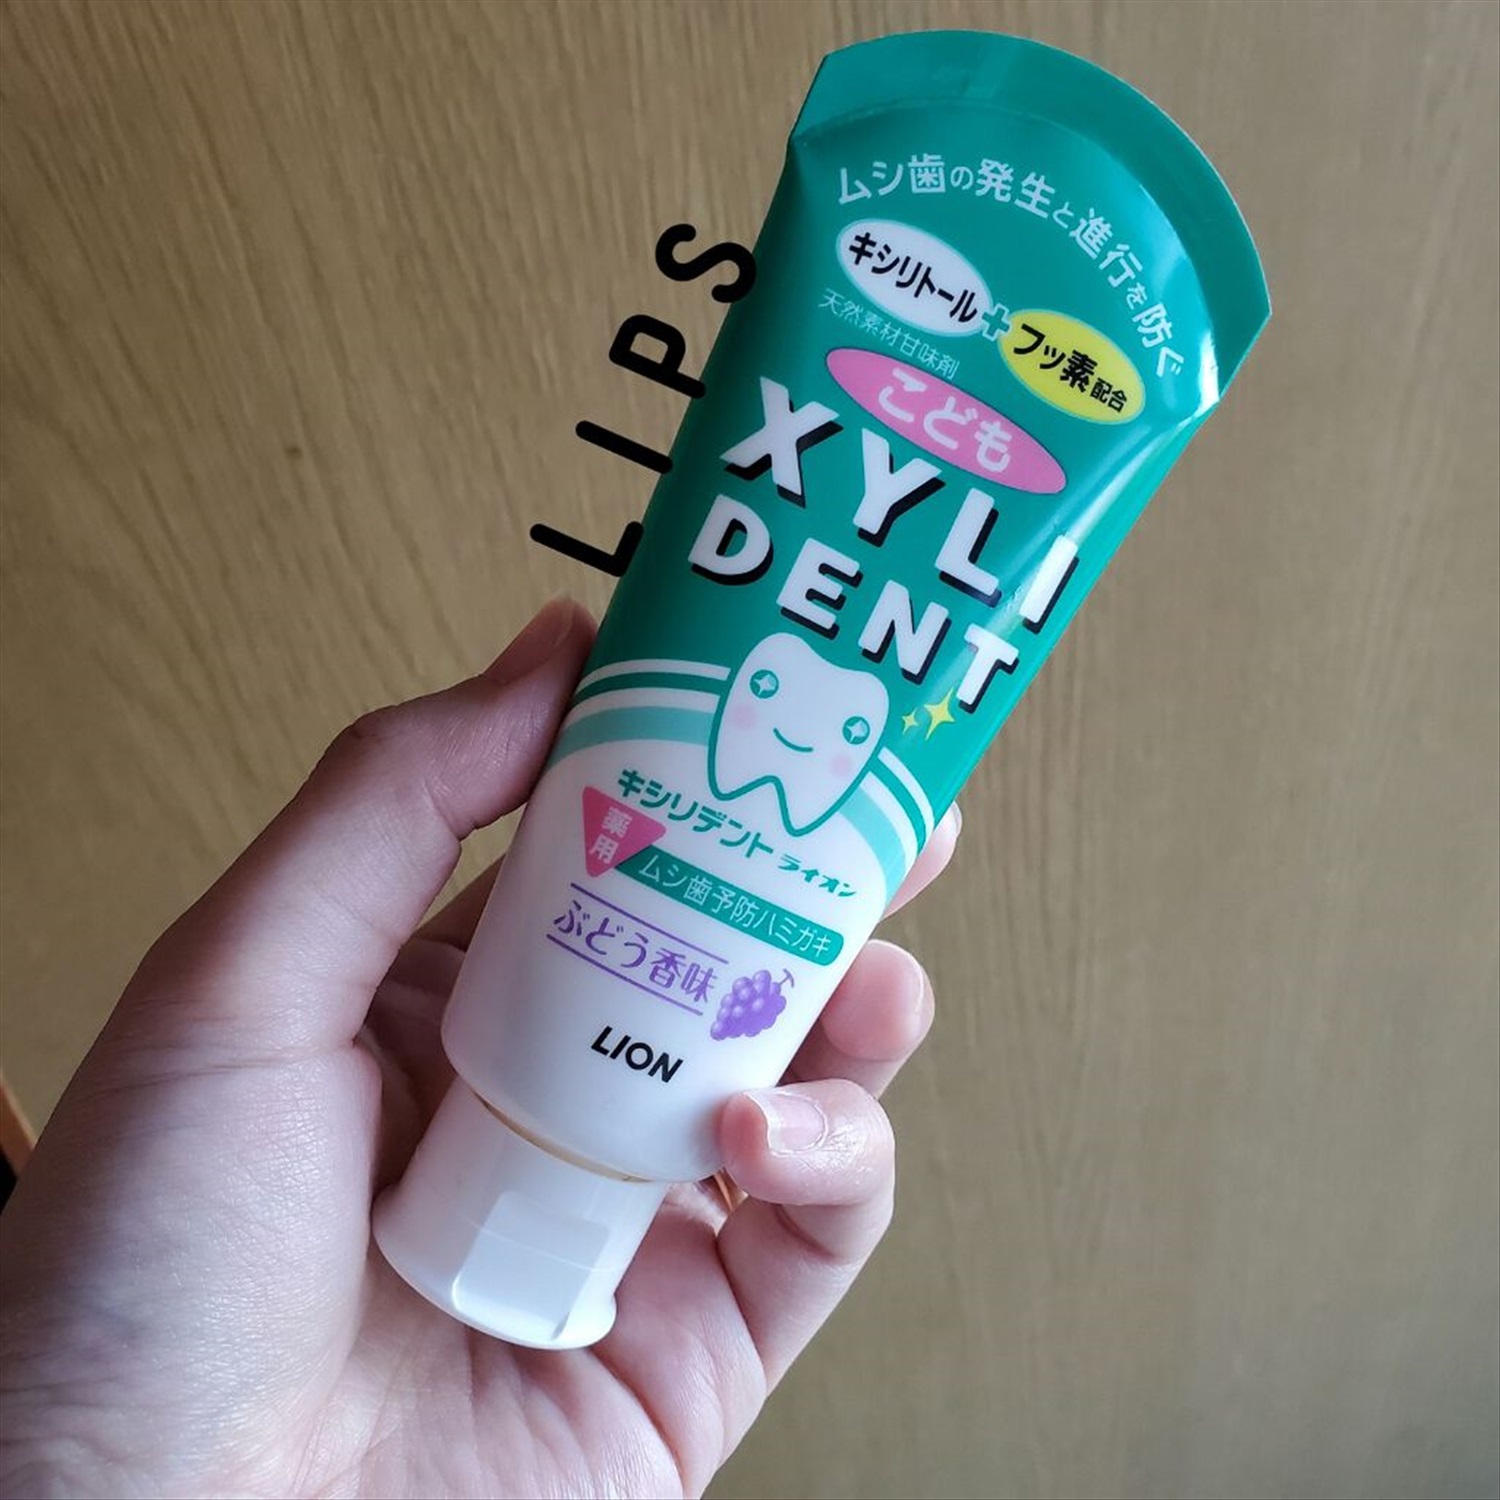 ムシ歯の発生と進行を防ぐ
キシリトール+フッ素配合
天然素材甘味剤
こども
XYLI
DENT
キシリデント ライオン
薬用
ムシ歯予防ハミガキ
ぶどう香味
LION
LIPS